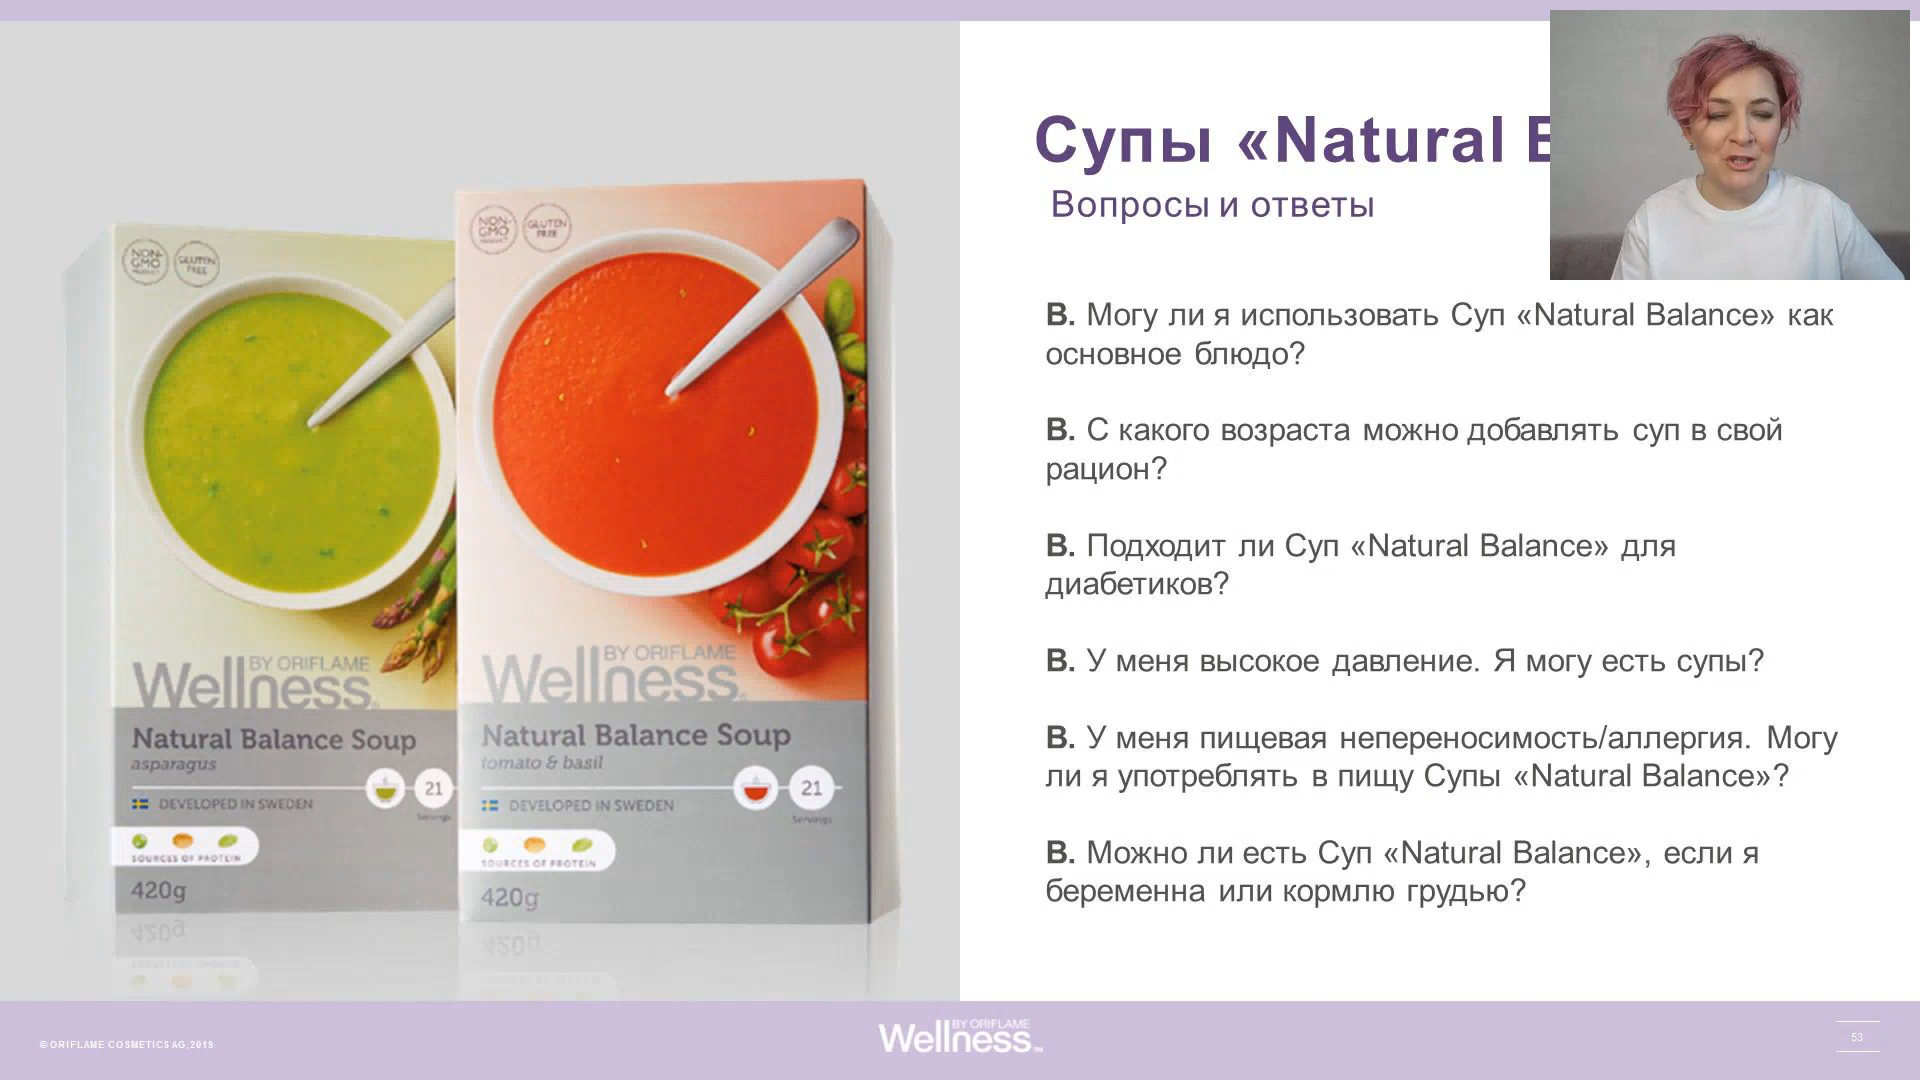 Супы «Natural
Вопросы и ответы
В. Могу ли я использовать Суп «Natural Balance» как
основное блюдо?
В. С какого возраста можно добавлять суп в свой
рацион?
В. Подходит ли Суп «Natural Balance» для
диабетиков?
В. У меня высокое давление. Я могу есть супы?
В. У меня пищевая непереносимость/аллергия. Могу
ли я употреблять в пищу Супы «Natural Balance»?
В. Можно ли есть Суп «Natural Balance», если я
беременна или кормлю грудью?
NON-
GMO
PRODUCT
GLUTEN
FREE
Wellness BY ORIFLAME
Natural Balance Soup
asparagus
21
Servings
DEVELOPED IN SWEDEN
SOURCES OF PROTEIN
420g
NON-
GMO
PRODUCT
GLUTEN
FREE
Wellness BY ORIFLAME
Natural Balance Soup
tomato & basil
21
Servings
DEVELOPED IN SWEDEN
SOURCES OF PROTEIN
420g
© ORIFLAME COSMETICS AG, 2019
Wellness BY ORIFLAME ™
53